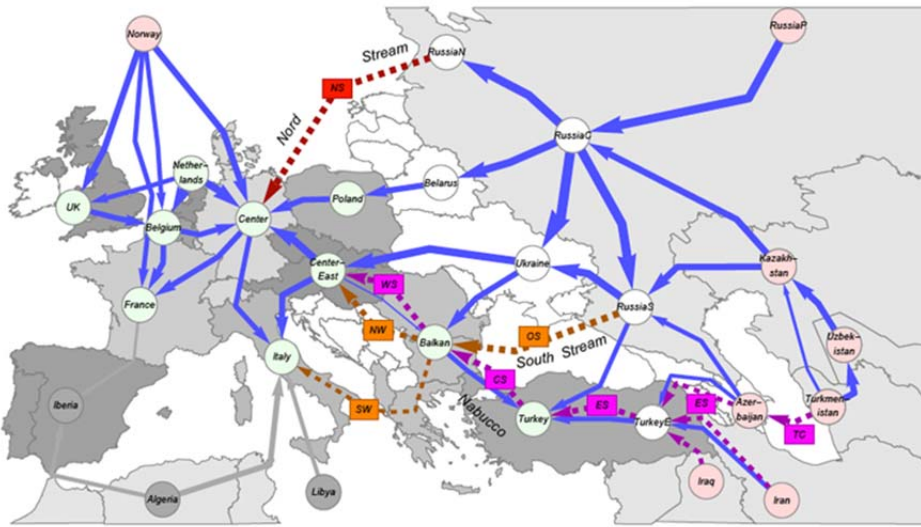 Norway
RussiaP
Stream
RussiaN
NS
Nord
RussiaC
Nether-
lands
Belarus
Poland
UK
Center
Belgium
Center-
East
Ukraine
Kazakh-
stan
WS
France
RussiaS
NW
OS
Balkan
South Stream
Uzbek-
istan
Italy
CS
Iberia
SW
Nabucco
Turkey
ES
TurkeyE
ES
Azer-
baijan
Turkmen-
istan
TC
Algeria
Libya
Iraq
Iran